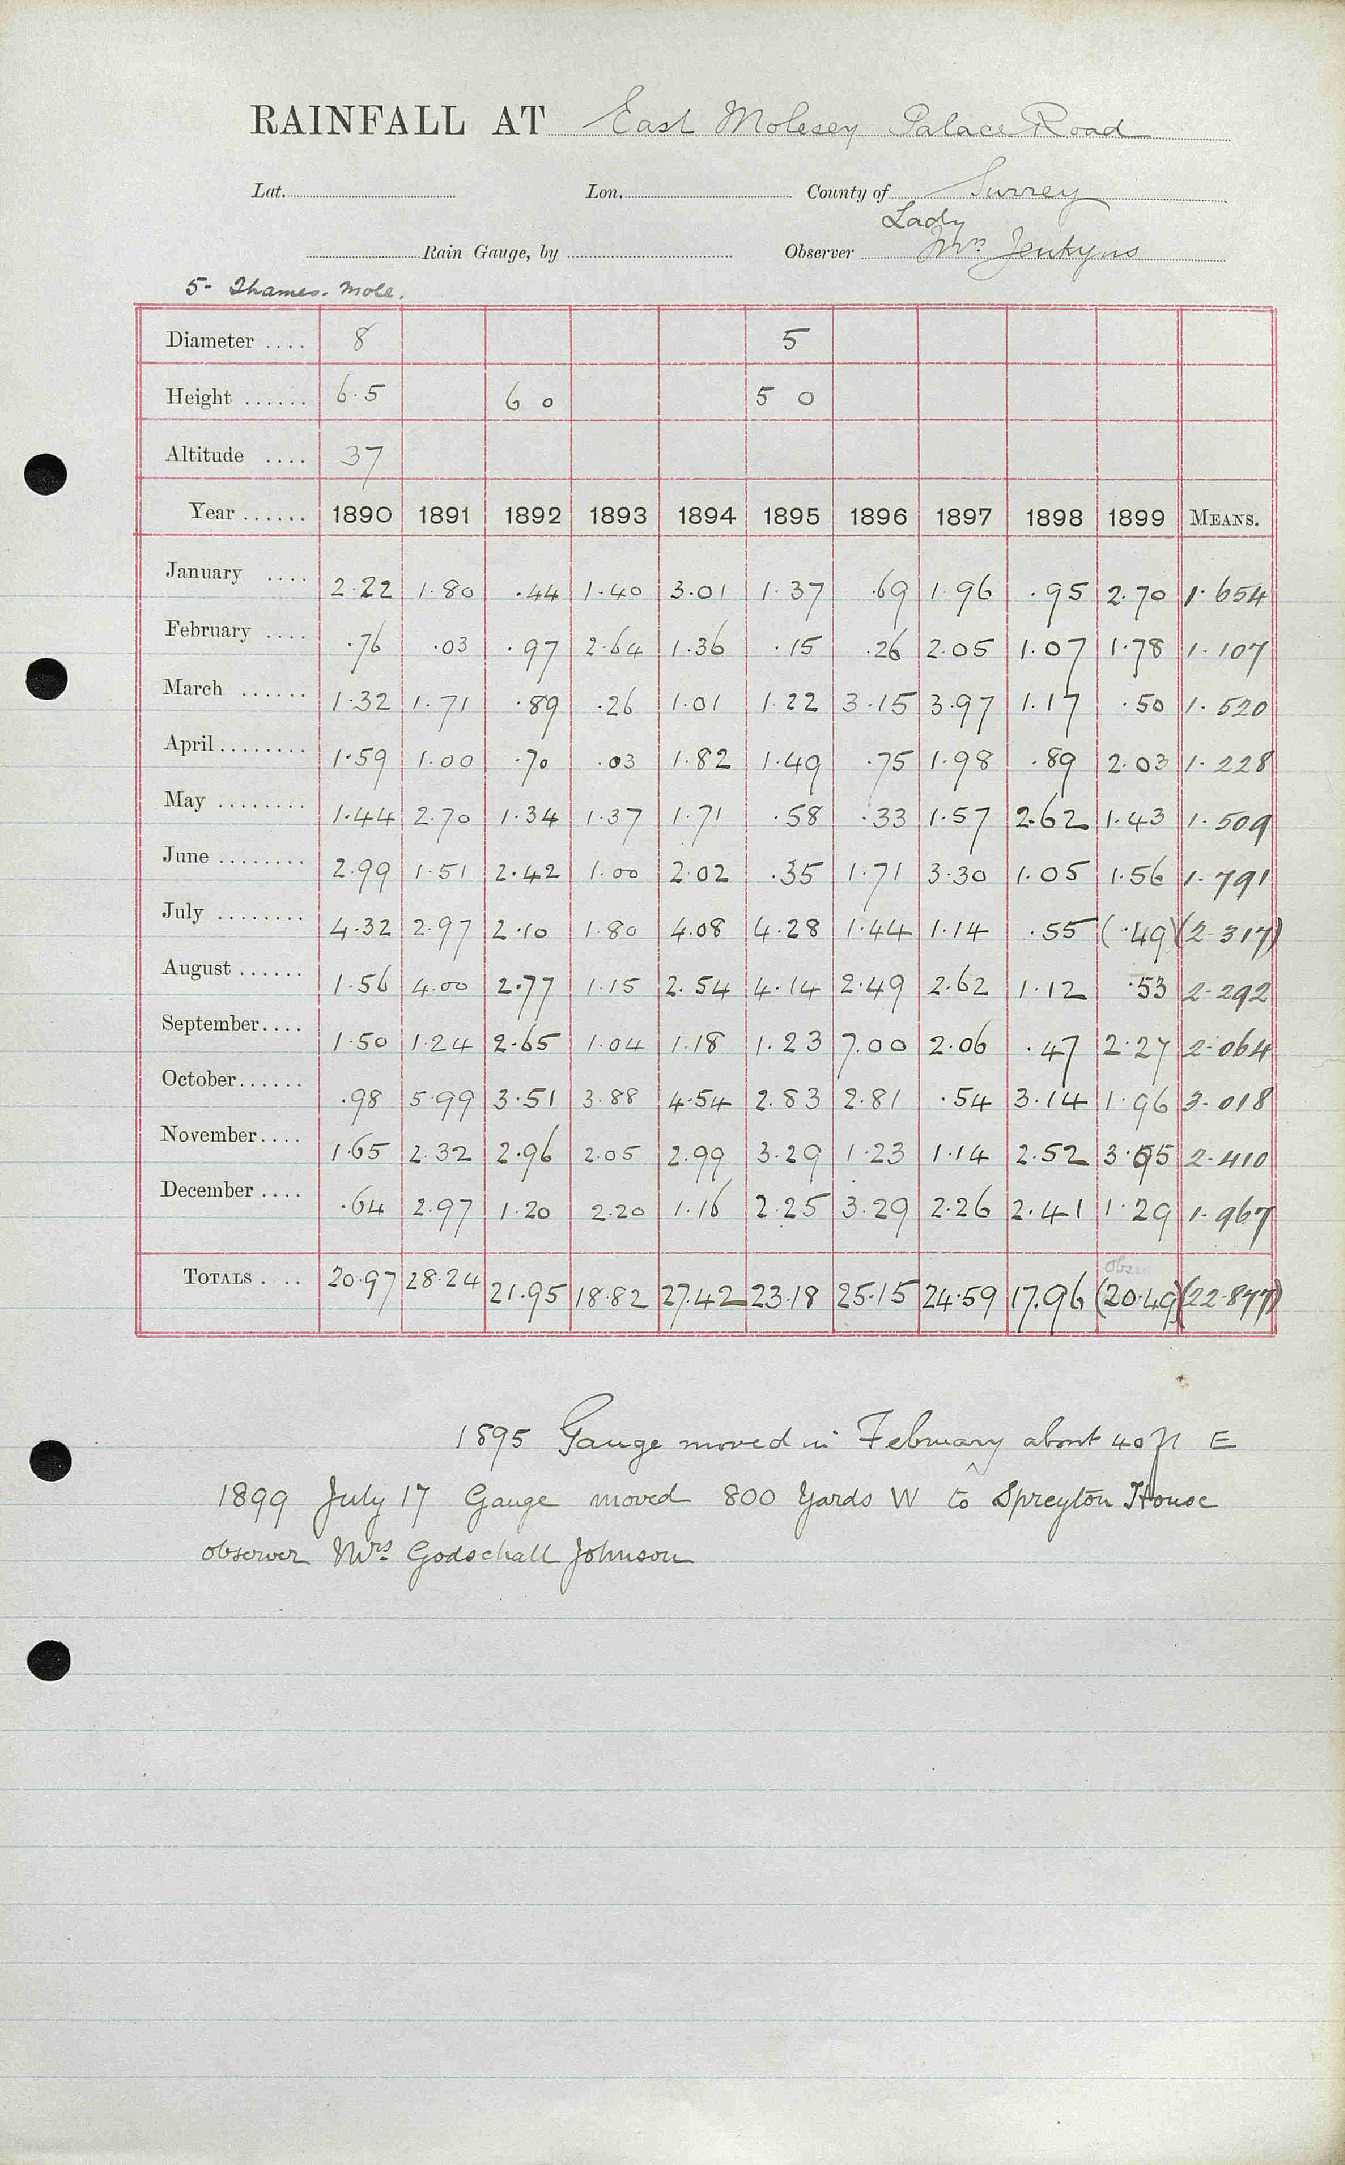 RAINFALL AT East Molesey Palace Road
Lat. Lon. County of Surrey
Lady
Rain Gauge, by Observer Mrs Jenkyns
5- Thames. Mole.
Diameter .... 8 5
Height ...... 6.5 6 0 5 0
Altitude .... 37
Year ...... 1890 1891 1892 1893 1894 1895 1896 1897 1898 1899 MEANS.
January .... 2.22 1.80 .44 1.40 3.01 1.37 .69 1.96 .95 2.70 1.654
February .... .76 .03 .97 2.64 1.36 .15 .26 2.05 1.07 1.78 1.107
March ...... 1.32 1.71 .89 .26 1.01 1.22 3.15 3.97 1.17 .50 1.520
April ........ 1.59 1.00 .70 .03 1.82 1.49 .75 1.98 .89 2.03 1.228
May ........ 1.44 2.70 1.34 1.37 1.71 .58 .33 1.57 2.62 1.43 1.509
June ........ 2.99 1.51 2.42 1.00 2.02 .35 1.71 3.30 1.05 1.56 1.791
July ........ 4.32 2.97 2.10 1.80 4.08 4.28 1.44 1.14 .55 (.49) (2.317)
August ...... 1.56 4.00 2.77 1.15 2.54 4.14 2.49 2.62 1.12 .53 2.292
September.... 1.50 1.24 2.65 1.04 1.18 1.23 7.00 2.06 .47 2.27 2.064
October...... .98 5.99 3.51 3.88 4.54 2.83 2.81 .54 3.14 1.96 3.018
November.... 1.65 2.32 2.96 2.05 2.99 3.29 1.23 1.14 2.52 3.95 2.410
December .... .64 2.97 1.20 2.20 1.16 2.25 3.29 2.26 2.41 1.29 1.967
TOTALS .... 20.97 28.24 21.95 18.82 27.42 23.18 25.15 24.59 17.96 (20.49) (22.877)
1895 Gauge moved in February about 40 ft E
1899 July 17 Gauge moved 800 Yards W to Spreyton House
observer Mrs Godschall Johnson